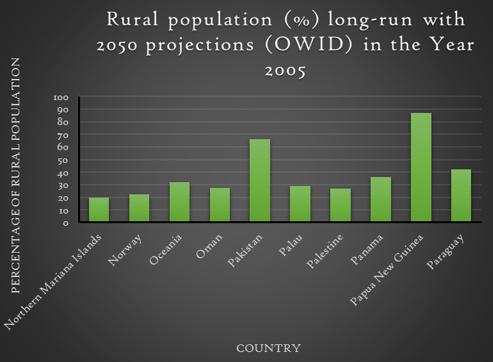 Rural population (%) long-run with
2050 projections (OWID) in the Year
2005
PERCENTAGE OF RURAL POPULATION
100
90
80
70
60
50
40
30
20
10
0
Northern Mariana Islands
Norway
Oceania
Oman
Pakistan
Palau
Palestine
Panama
Papua New Guinea
Paraguay
COUNTRY